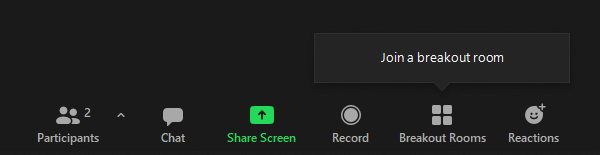 Join a breakout room
2
Participants
Chat
Share Screen
Record
Breakout Rooms
Reactions